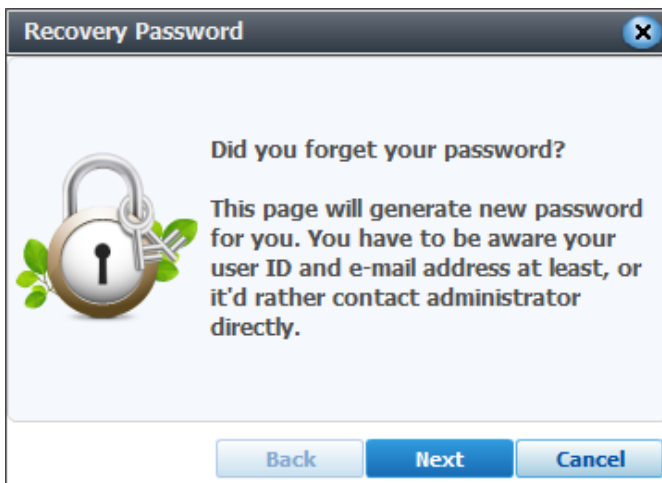 Recovery Password
Did you forget your password?
This page will generate new password
for you. You have to be aware your
user ID and e-mail address at least, or
it'd rather contact administrator
directly.
Back
Next
Cancel